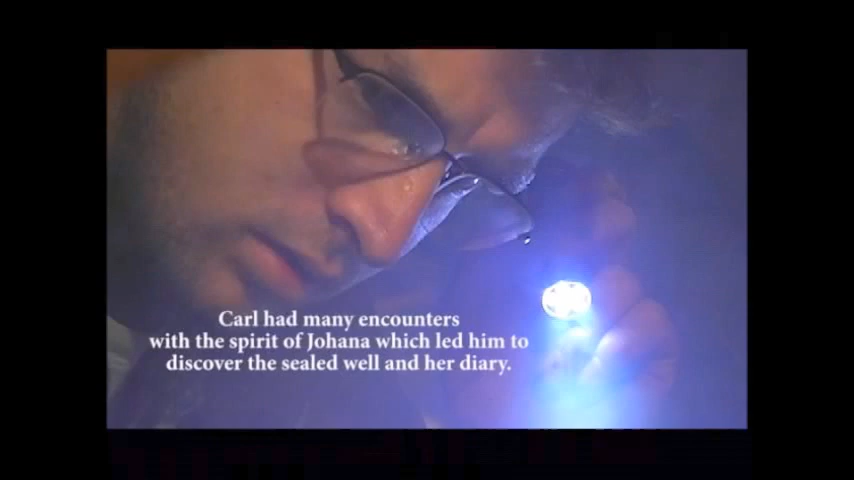 Carl had many encounters
with the spirit of Johana which led him to
discover the sealed well and her diary.